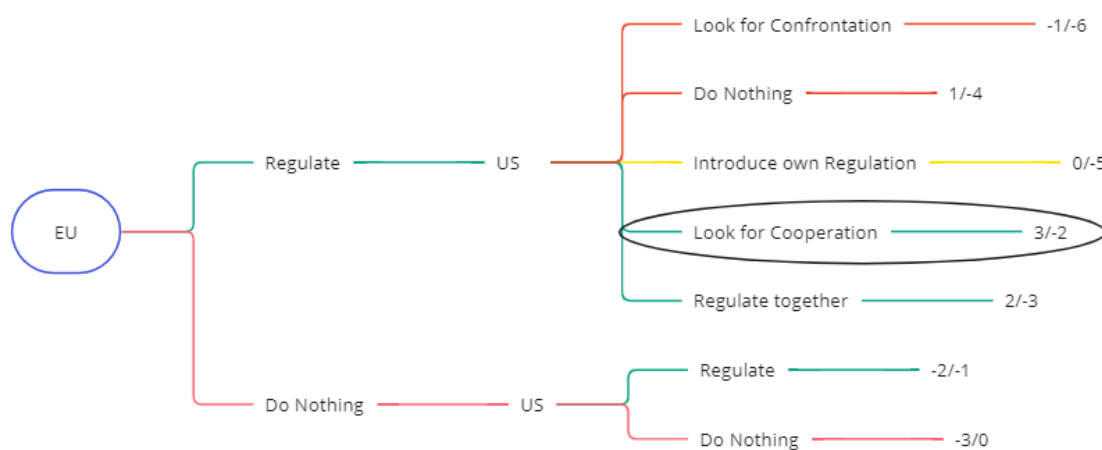 Look for Confrontation -1/-6
Do Nothing 1/-4
Regulate US Introduce own Regulation 0/-5
EU Look for Cooperation 3/-2
Regulate together 2/-3
Regulate -2/-1
Do Nothing US
Do Nothing -3/0